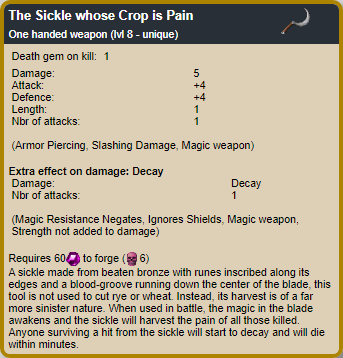 The Sickle whose Crop is Pain
One handed weapon (lvl 8 - unique)
Death gem on kill: 1
Damage: 5
Attack: +4
Defence: +4
Length: 1
Nbr of attacks: 1
(Armor Piercing, Slashing Damage, Magic weapon)
Extra effect on damage: Decay
Damage: Decay
Nbr of attacks: 1
(Magic Resistance Negates, Ignores Shields, Magic weapon,
Strength not added to damage)
Requires 60 to forge ( 6)
A sickle made from beaten bronze with runes inscribed along its
edges and a blood-groove running down the center of the blade, this
tool is not used to cut rye or wheat. Instead, its harvest is of a far
more sinister nature. When used in battle, the magic in the blade
awakens and the sickle will harvest the pain of all those killed.
Anyone surviving a hit from the sickle will start to decay and will die
within minutes.